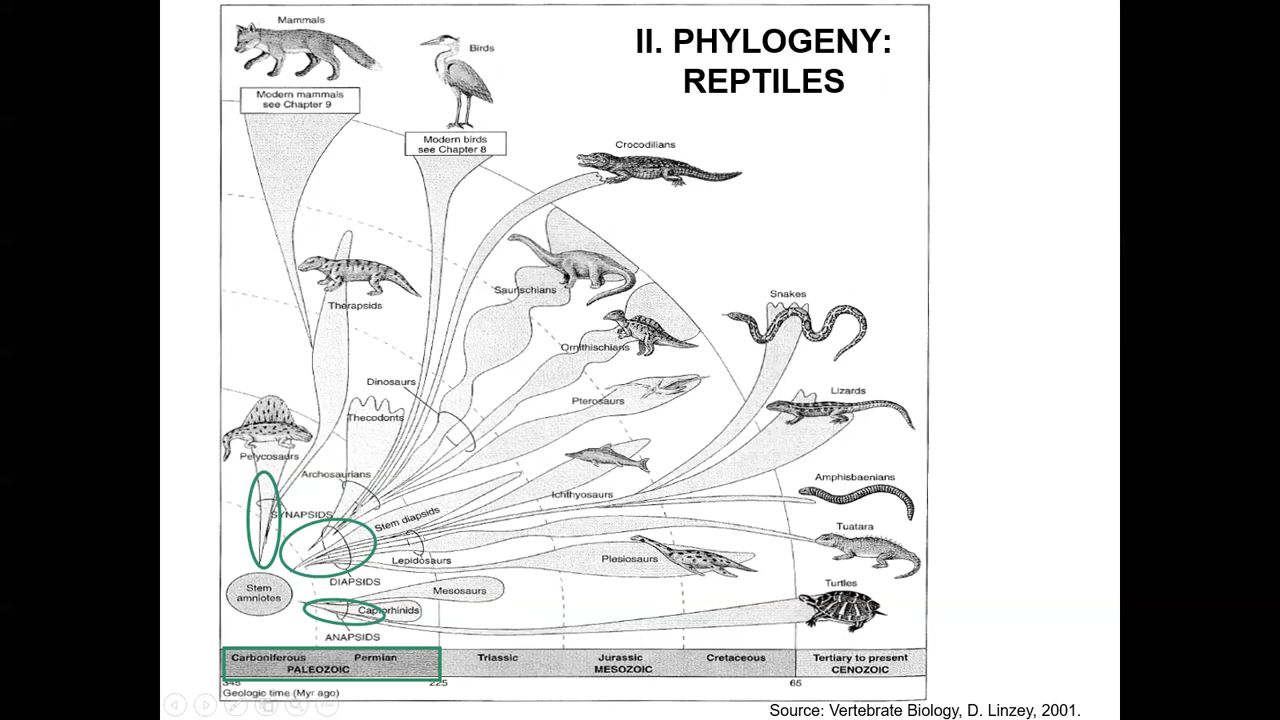 II. PHYLOGENY:
REPTILES
Mammals
Birds
Modern mammals
see Chapter 9
Modern birds
see Chapter 8
Crocodilians
Saurischians
Snakes
Therapsids
Ornithischians
Dinosaurs
Lizards
Pterosaurs
Thecodonts
Pelycosaurs
Archosaurians
Amphisbaenians
Ichthyosaurs
SYNAPSIDS
Stem diapsids
Tuatara
Lepidosaurs
Plesiosaurs
DIAPSIDS
Turtles
Stem
amniotes
Mesosaurs
Captorhinids
ANAPSIDS
Carboniferous Permian Triassic Jurassic Cretaceous Tertiary to present
PALEOZOIC MESOZOIC CENOZOIC
345 225 65
Geologic time (Myr ago)
Source: Vertebrate Biology, D. Linzey, 2001.